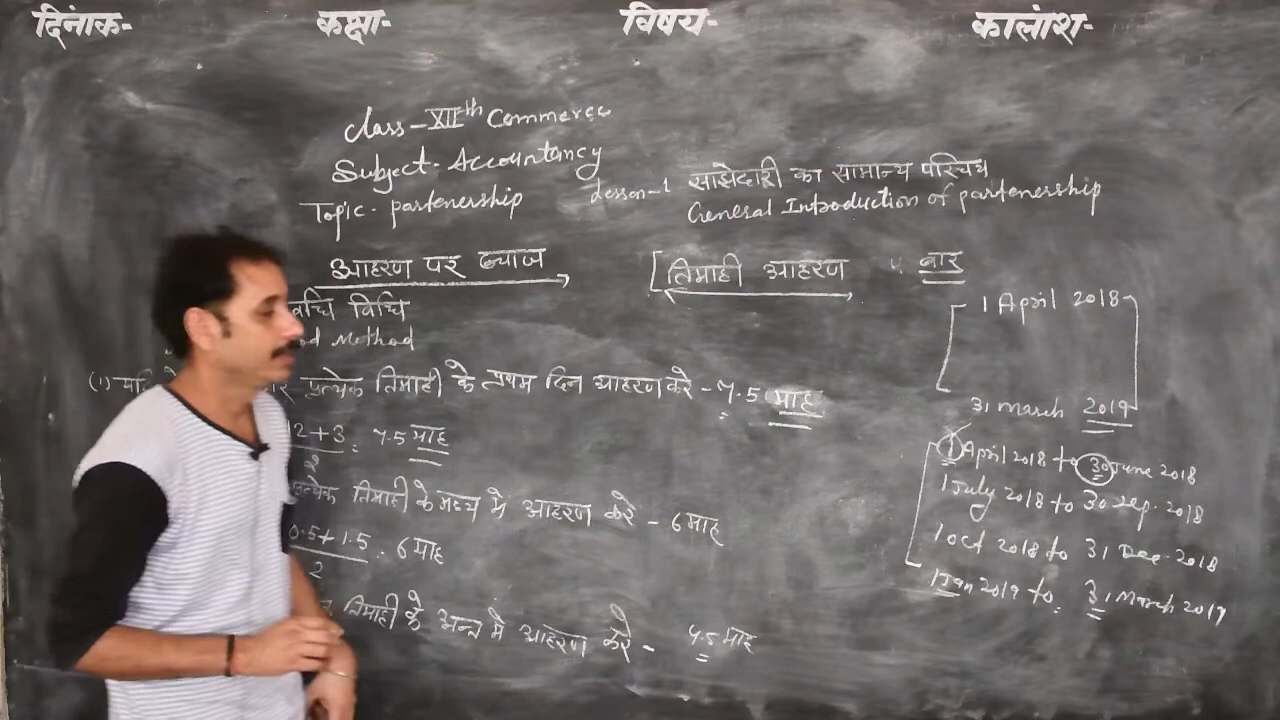 दिनांक- कक्षा- विषय- कालांश-
Class-XIIth Commerce
Subject- Accountancy
Topic- partenership
Lesson-1 साझेदारी का सामान्य परिचय
General Introduction of partenership
आहरण पर ब्याज
तिमाही आहरण 4 बार
विधि
Method
(1) यदि प्रत्येक तिमाही के प्रथम दिन आहरण करे - 7.5 माह
2+3 = 7.5 माह
2
प्रत्येक तिमाही के मध्य मे आहरण करे - 6 माह
0.5+1.5 = 6 माह
2
तिमाही के अन्त मे आहरण करे - 4.5 माह
1 April 2018
31 march 2019
1 April 2018 to 30 June 2018
1 July 2018 to 30 Sep. 2018
1 Oct 2018 to 31 Dec. 2018
1 Jan 2019 to 31 March 2019